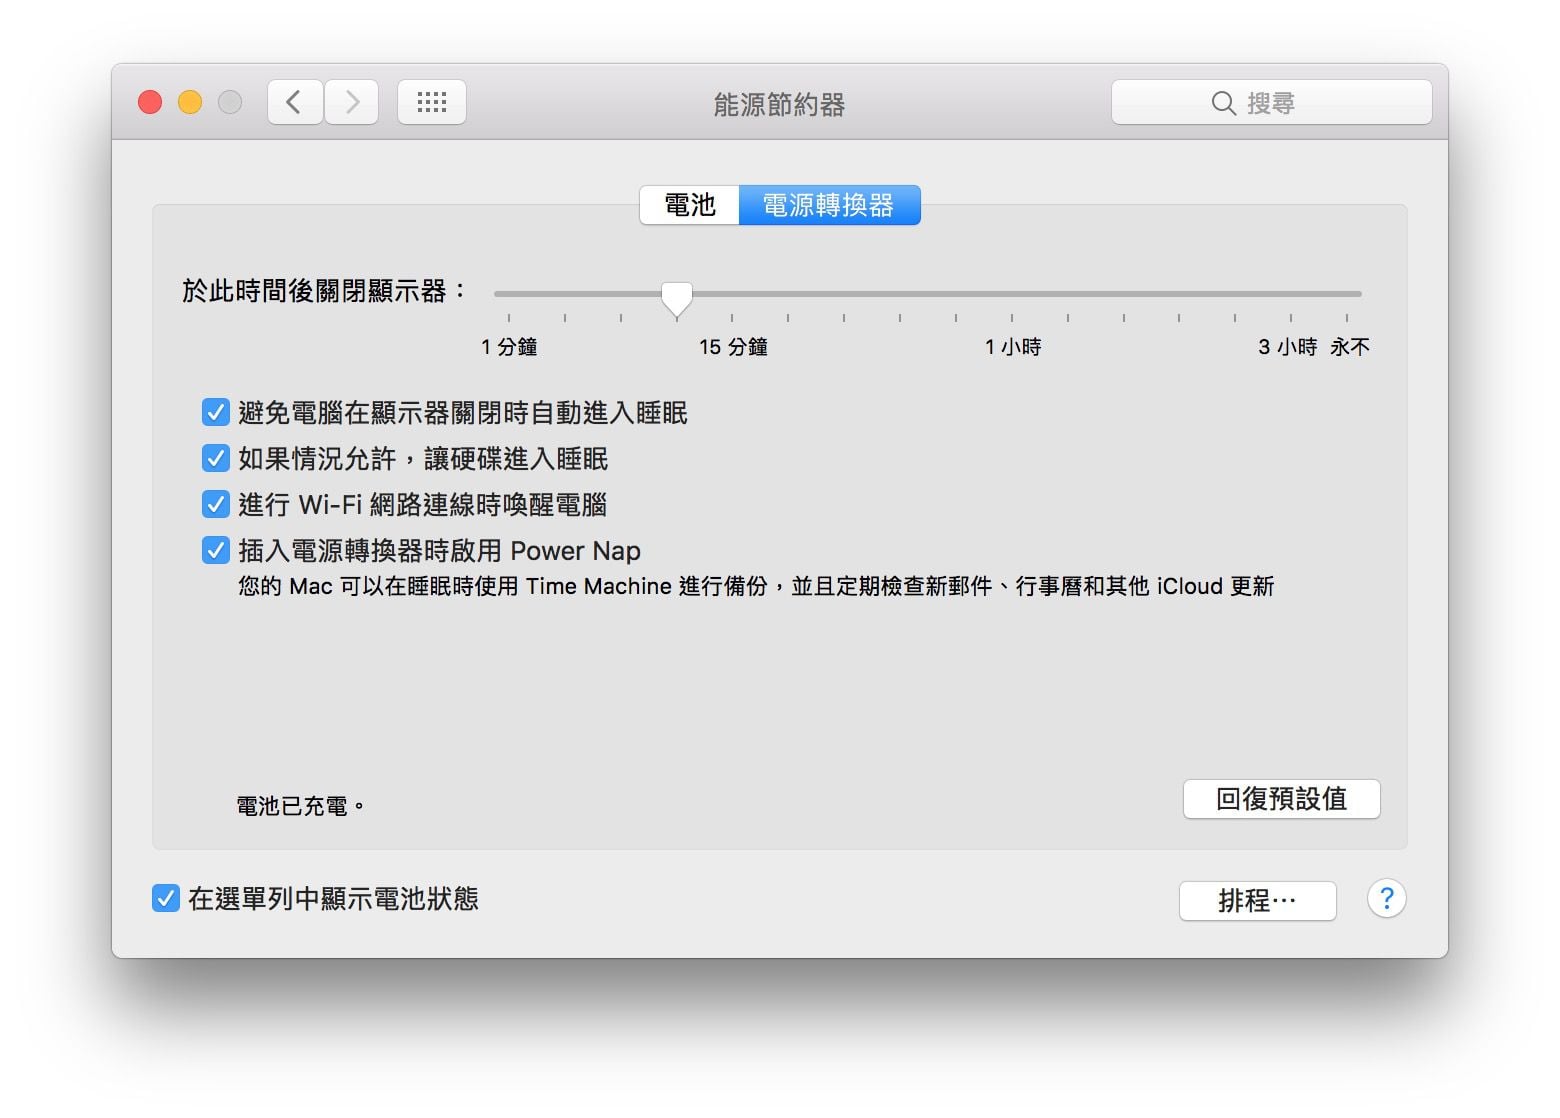 能源節約器
搜尋
電池 電源轉換器
於此時間後關閉顯示器：
1 分鐘 15 分鐘 1 小時 3 小時 永不
避免電腦在顯示器關閉時自動進入睡眠
如果情況允許，讓硬碟進入睡眠
進行 Wi-Fi 網路連線時喚醒電腦
插入電源轉換器時啟用 Power Nap
您的 Mac 可以在睡眠時使用 Time Machine 進行備份，並且定期檢查新郵件、行事曆和其他 iCloud 更新
電池已充電。
回復預設值
在選單列中顯示電池狀態
排程⋯
?